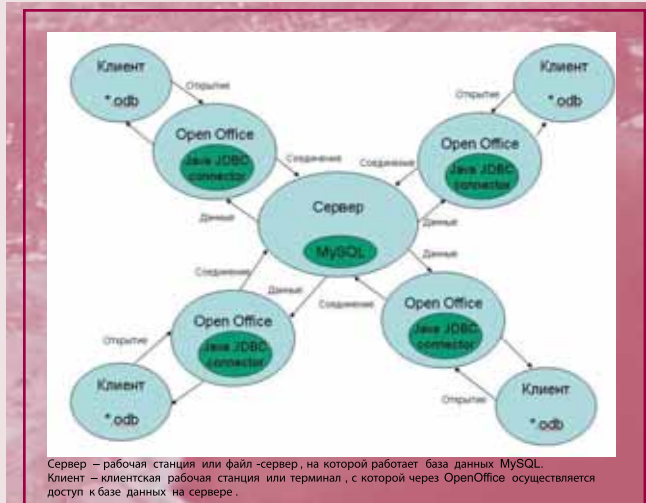 Клиент
*.odb
Открытие
Open Office
Java JDBC
connector
Соединение
Данные
Клиент
*.odb
Открытие
Open Office
Java JDBC
connector
Соединение
Данные
Сервер
MySQL
Соединение
Данные
Open Office
Java JDBC
connector
Открытие
Клиент
*.odb
Данные
Соединение
Open Office
Java JDBC
connector
Открытие
Клиент
*.odb
Сервер – рабочая станция или файл -сервер , на которой работает база данных MySQL.
Клиент – клиентская рабочая станция или терминал , с которой через OpenOffice осуществляется
доступ к базе данных на сервере .